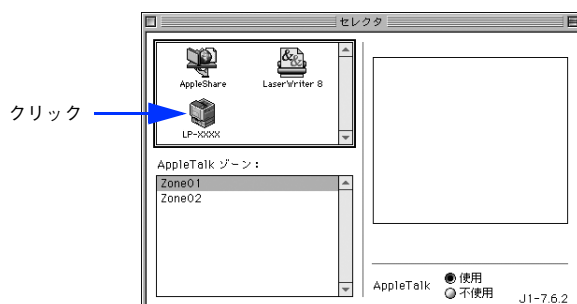 セレクタ
AppleShare
LaserWriter 8
クリック
LP-XXXX
AppleTalk ゾーン：
Zone01
Zone02
AppleTalk
使用
不使用
J1-7.6.2